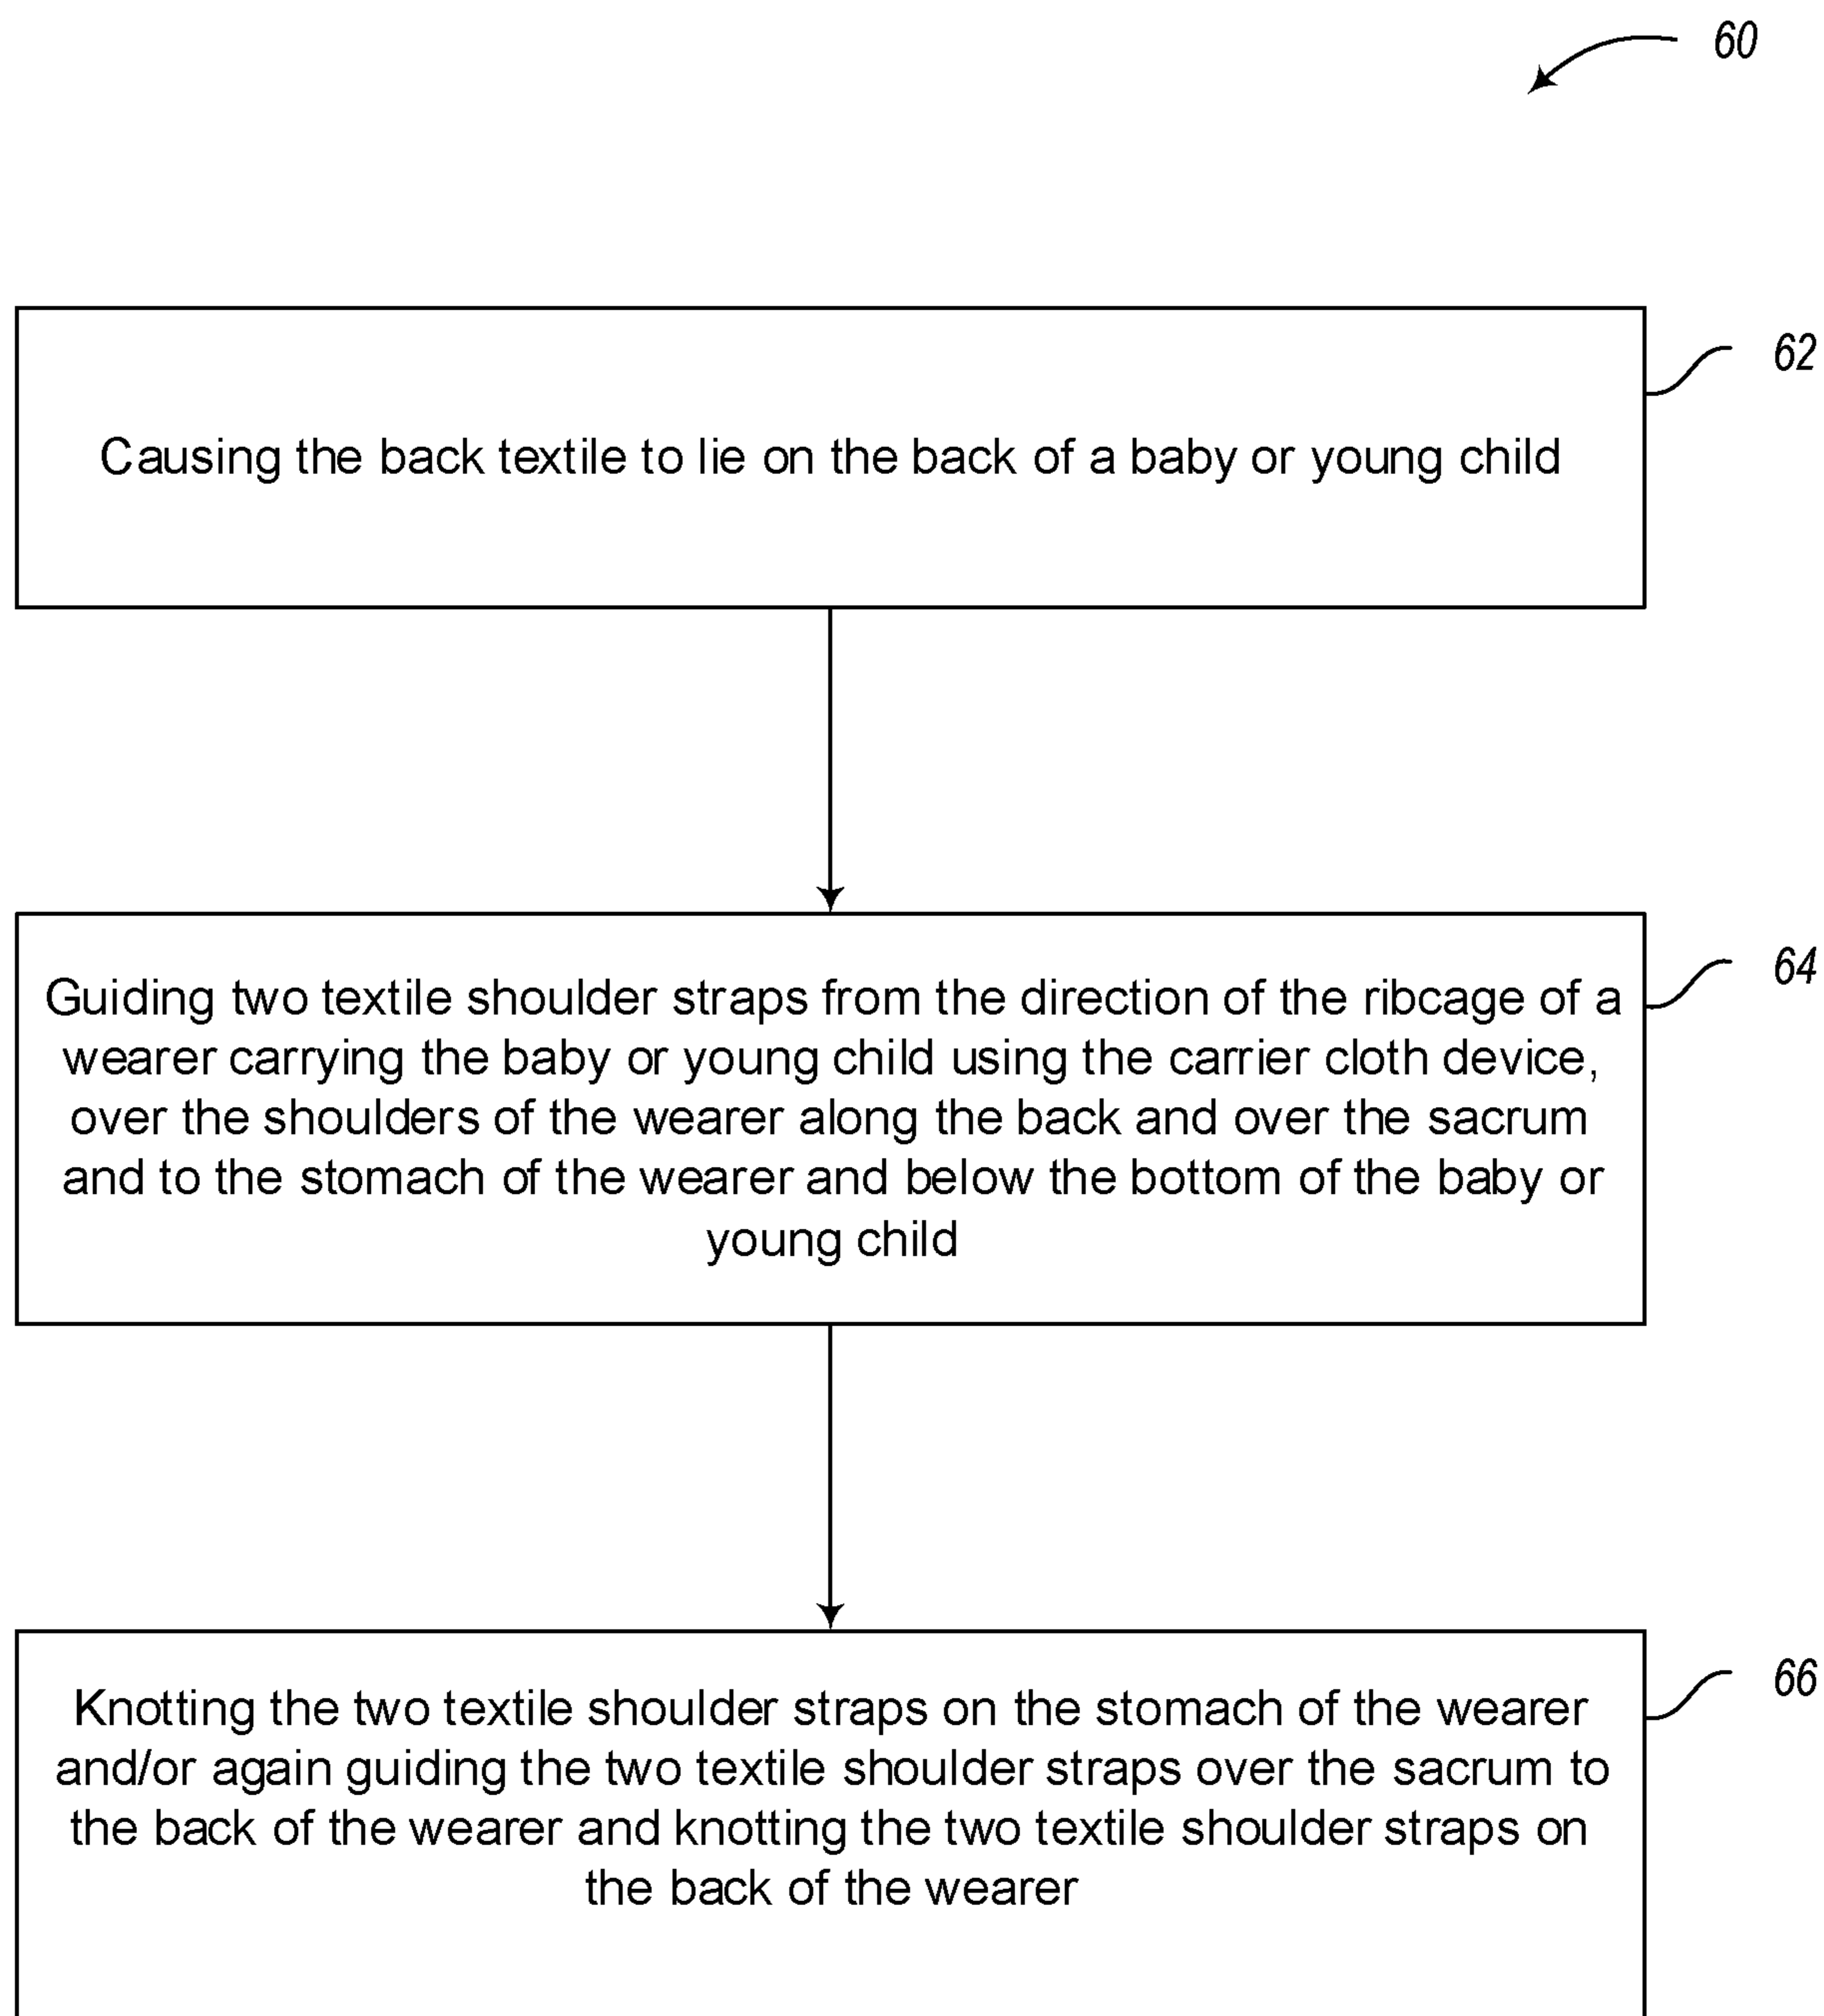 60
62
Causing the back textile to lie on the back of a baby or young child
64
Guiding two textile shoulder straps from the direction of the ribcage of a
wearer carrying the baby or young child using the carrier cloth device,
over the shoulders of the wearer along the back and over the sacrum
and to the stomach of the wearer and below the bottom of the baby or
young child
66
Knotting the two textile shoulder straps on the stomach of the wearer
and/or again guiding the two textile shoulder straps over the sacrum to
the back of the wearer and knotting the two textile shoulder straps on
the back of the wearer